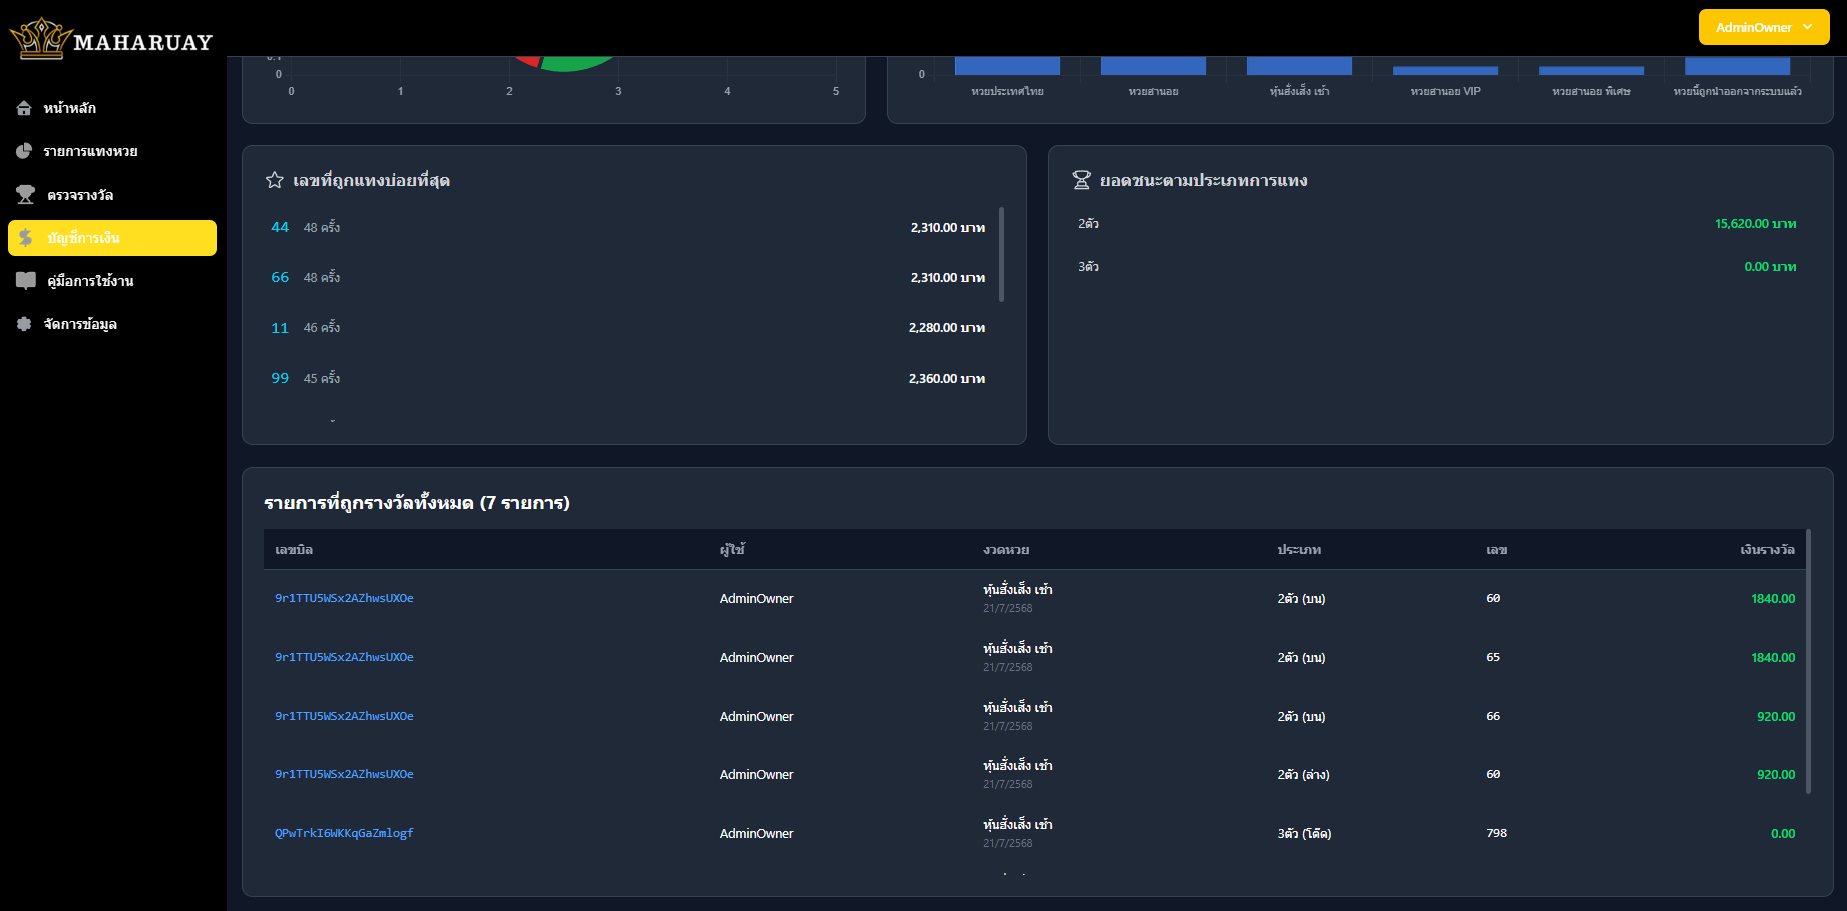 MAHARUAY
AdminOwner
หน้าหลัก
รายการแทงหวย
ตรวจรางวัล
บัญชีการเงิน
คู่มือการใช้งาน
จัดการข้อมูล
0
0 1 2 3 4 5
0
หวยประเทศไทย หวยฮานอย หุ้นฮั่งเส็ง เช้า หวยฮานอย VIP หวยฮานอย พิเศษ หวยนี้ถูกนำออกจากระบบแล้ว
เลขที่ถูกแทงบ่อยที่สุด
44 48 ครั้ง 2,310.00 บาท
66 48 ครั้ง 2,310.00 บาท
11 46 ครั้ง 2,280.00 บาท
99 45 ครั้ง 2,360.00 บาท
ยอดชนะตามประเภทการแทง
2ตัว 15,620.00 บาท
3ตัว 0.00 บาท
รายการที่ถูกรางวัลทั้งหมด (7 รายการ)
เลขบิล ผู้ใช้ งวดหวย ประเภท เลข เงินรางวัล
9r1TTU5WSx2AZhwsUXOe AdminOwner หุ้นฮั่งเส็ง เช้า 2ตัว (บน) 60 1840.00
21/7/2568
9r1TTU5WSx2AZhwsUXOe AdminOwner หุ้นฮั่งเส็ง เช้า 2ตัว (บน) 65 1840.00
21/7/2568
9r1TTU5WSx2AZhwsUXOe AdminOwner หุ้นฮั่งเส็ง เช้า 2ตัว (บน) 66 920.00
21/7/2568
9r1TTU5WSx2AZhwsUXOe AdminOwner หุ้นฮั่งเส็ง เช้า 2ตัว (ล่าง) 60 920.00
21/7/2568
QPwTrkI6WKKqGaZmlogf AdminOwner หุ้นฮั่งเส็ง เช้า 3ตัว (โต๊ด) 798 0.00
21/7/2568